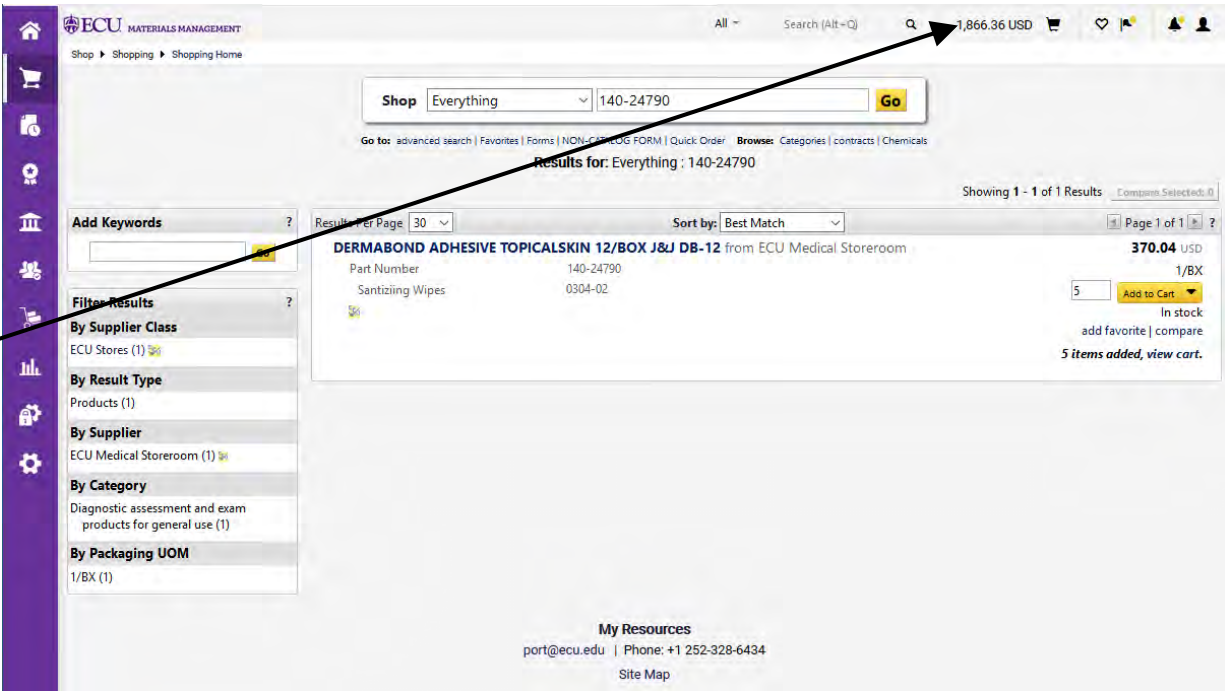 ECU MATERIALS MANAGEMENT
All
Search (Alt+Q)
1,866.36 USD
Shop Shopping Shopping Home
Shop Everything 140-24790 Go
Go to: advanced search | Favorites | Forms | NON-CATALOG FORM | Quick Order Browse: Categories | contracts | Chemicals
Results for: Everything : 140-24790
Showing 1 - 1 of 1 Results Compare Selected: 0
Add Keywords ?
Go
Filter Results ?
By Supplier Class
ECU Stores (1)
By Result Type
Products (1)
By Supplier
ECU Medical Storeroom (1)
By Category
Diagnostic assessment and exam
products for general use (1)
By Packaging UOM
1/BX (1)
Results Per Page 30 Sort by: Best Match Page 1 of 1 ?
DERMABOND ADHESIVE TOPICALSKIN 12/BOX J&J DB-12 from ECU Medical Storeroom 370.04 USD
Part Number 140-24790 1/BX
Santiziing Wipes 0304-02
5 Add to Cart
In stock
add favorite | compare
5 items added, view cart.
My Resources
port@ecu.edu | Phone: +1 252-328-6434
Site Map